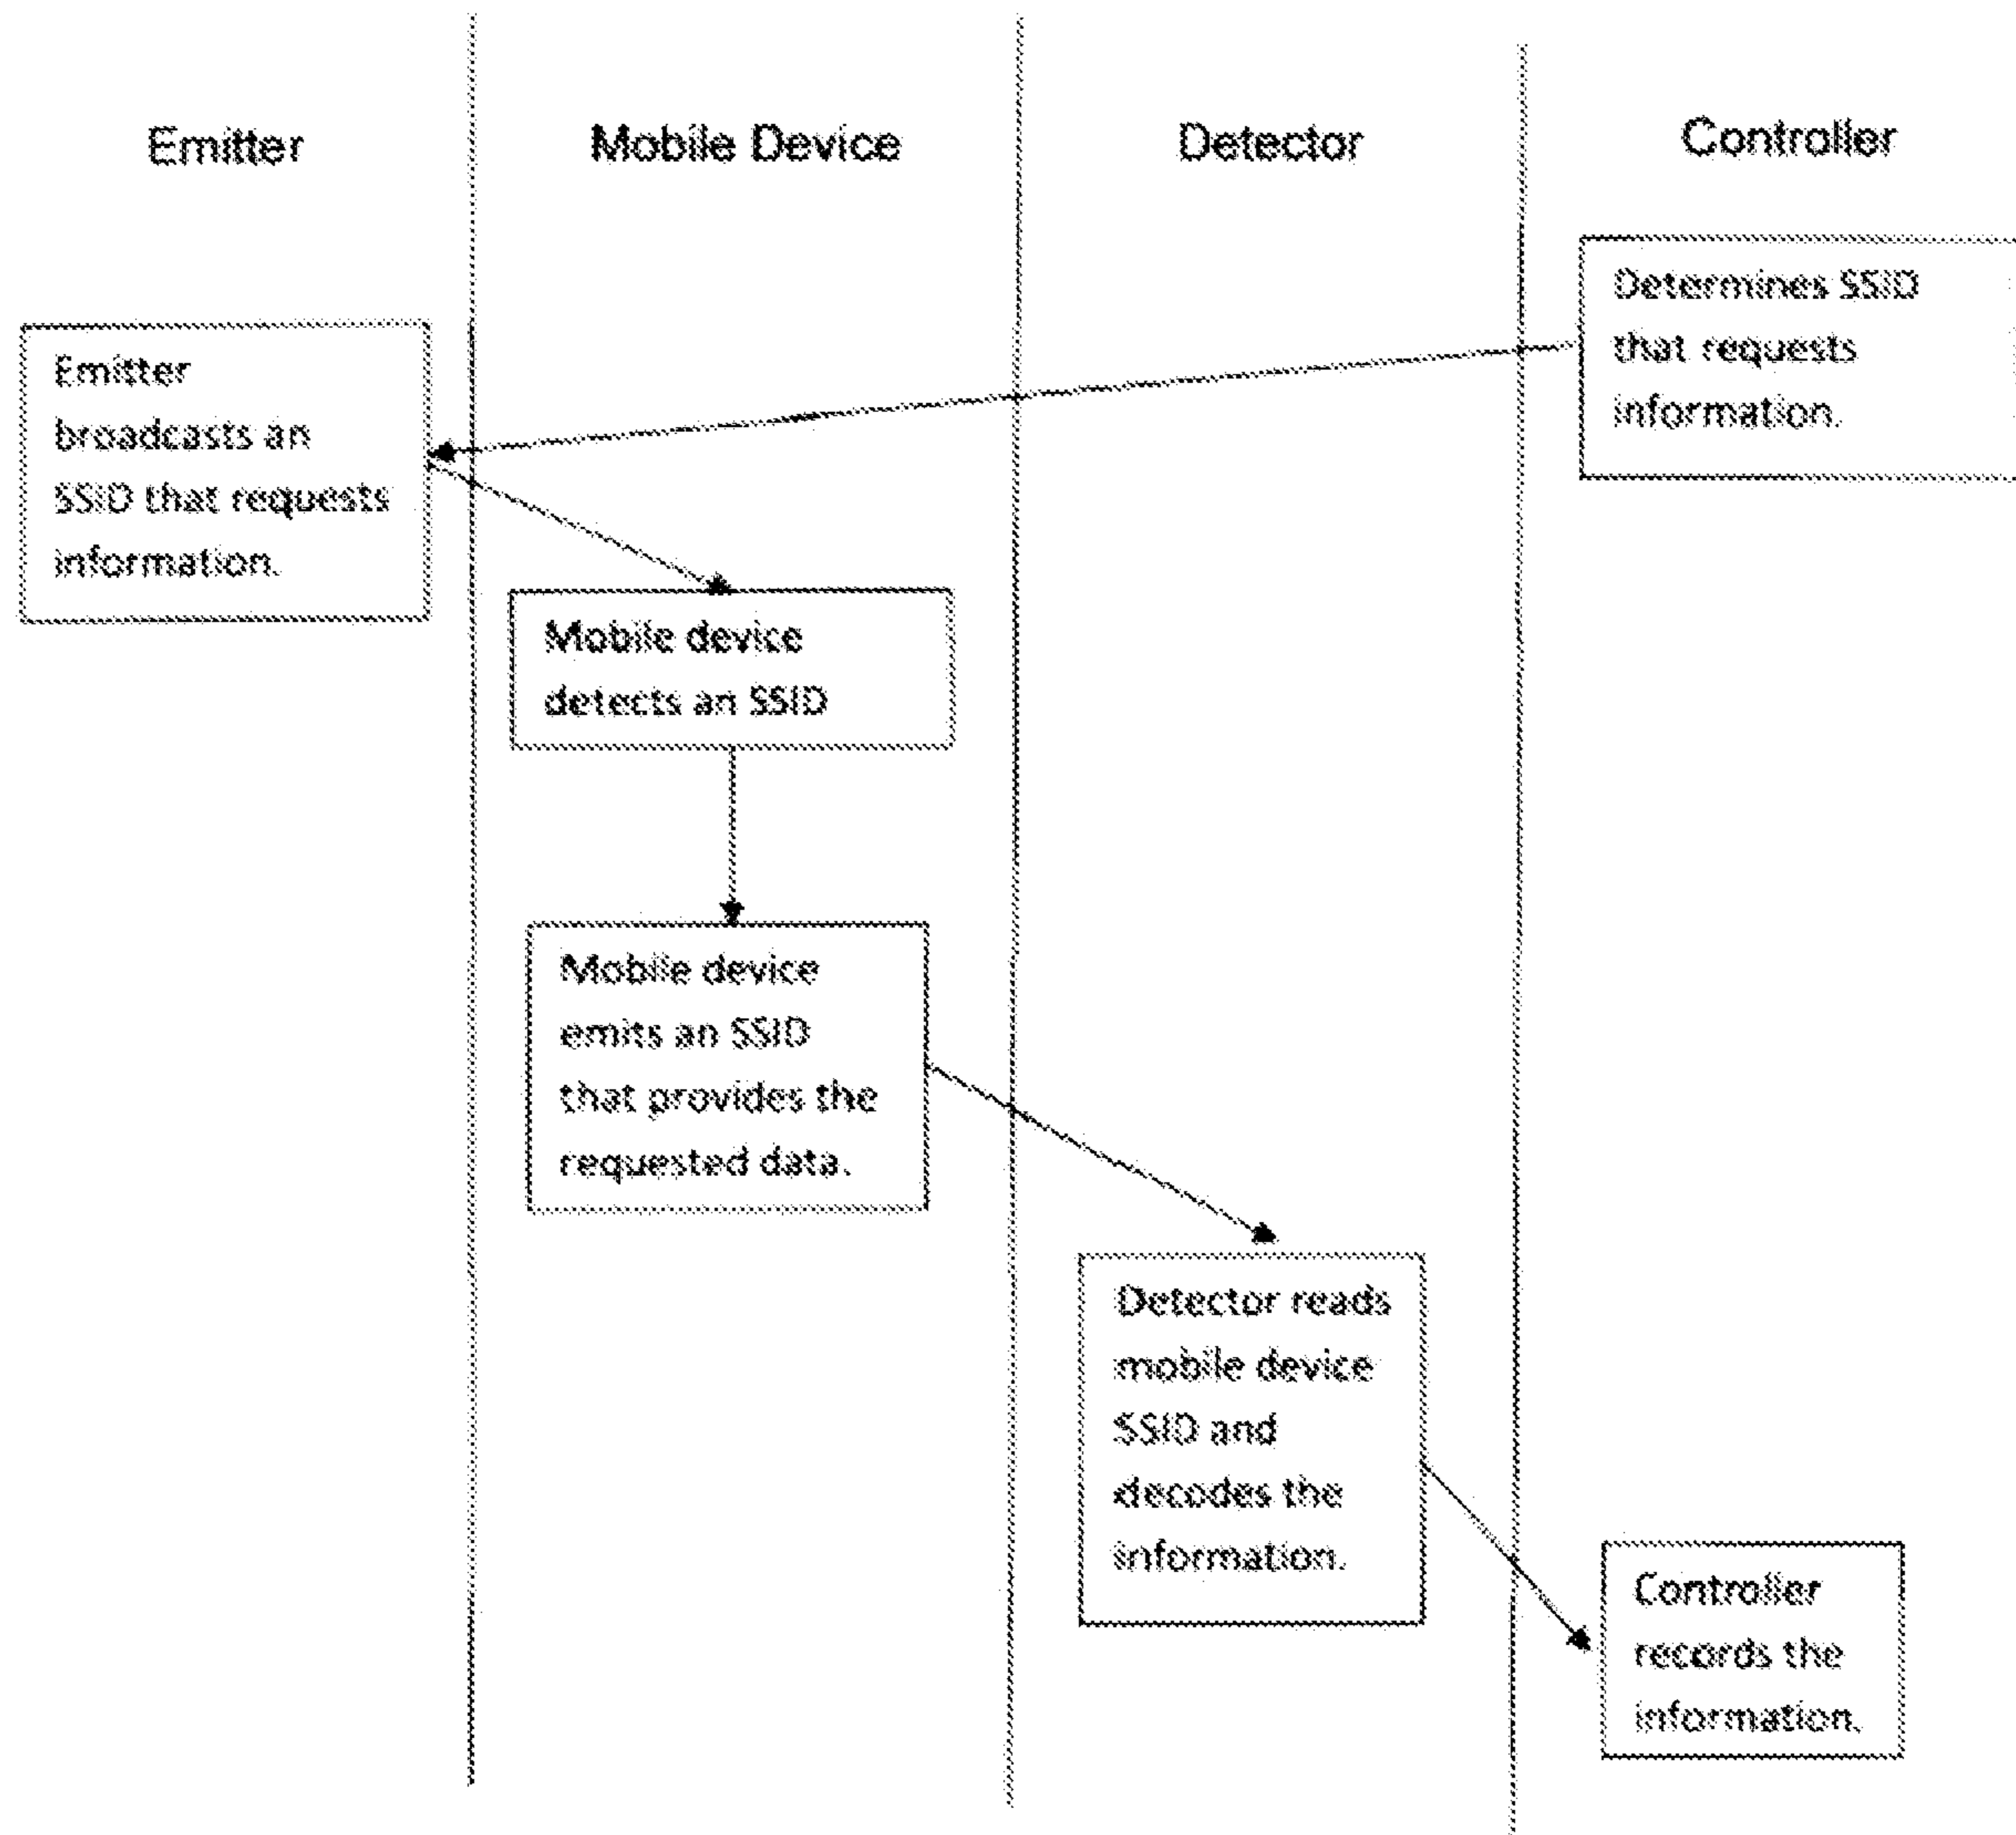 Emitter
Mobile Device
Detector
Controller
Determines SSID
that requests
information.
Emitter
broadcasts an
SSID that requests
information.
Mobile device
detects an SSID
Mobile device
emits an SSID
that provides the
requested data.
Detector reads
mobile device
SSID and
decodes the
information.
Controller
records the
information.